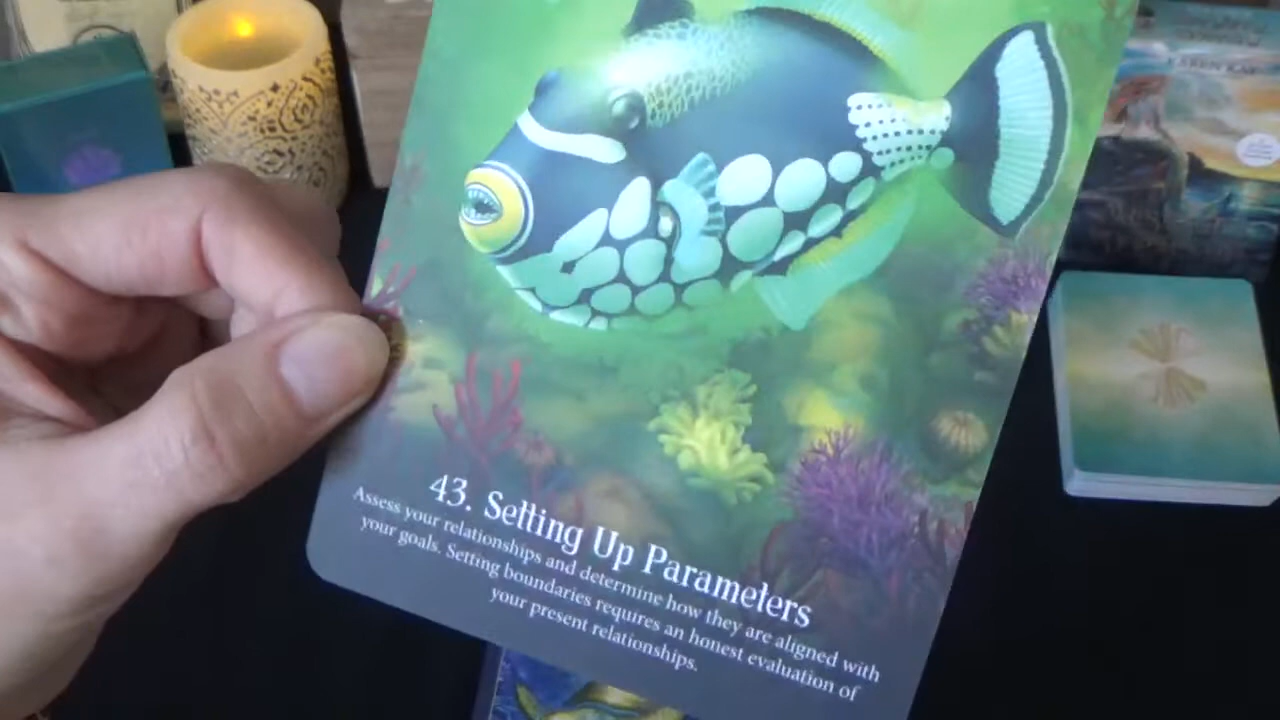 43. Setting Up Parameters
Assess your relationships and determine how they are aligned with
your goals. Setting boundaries requires an honest evaluation of
your present relationships.